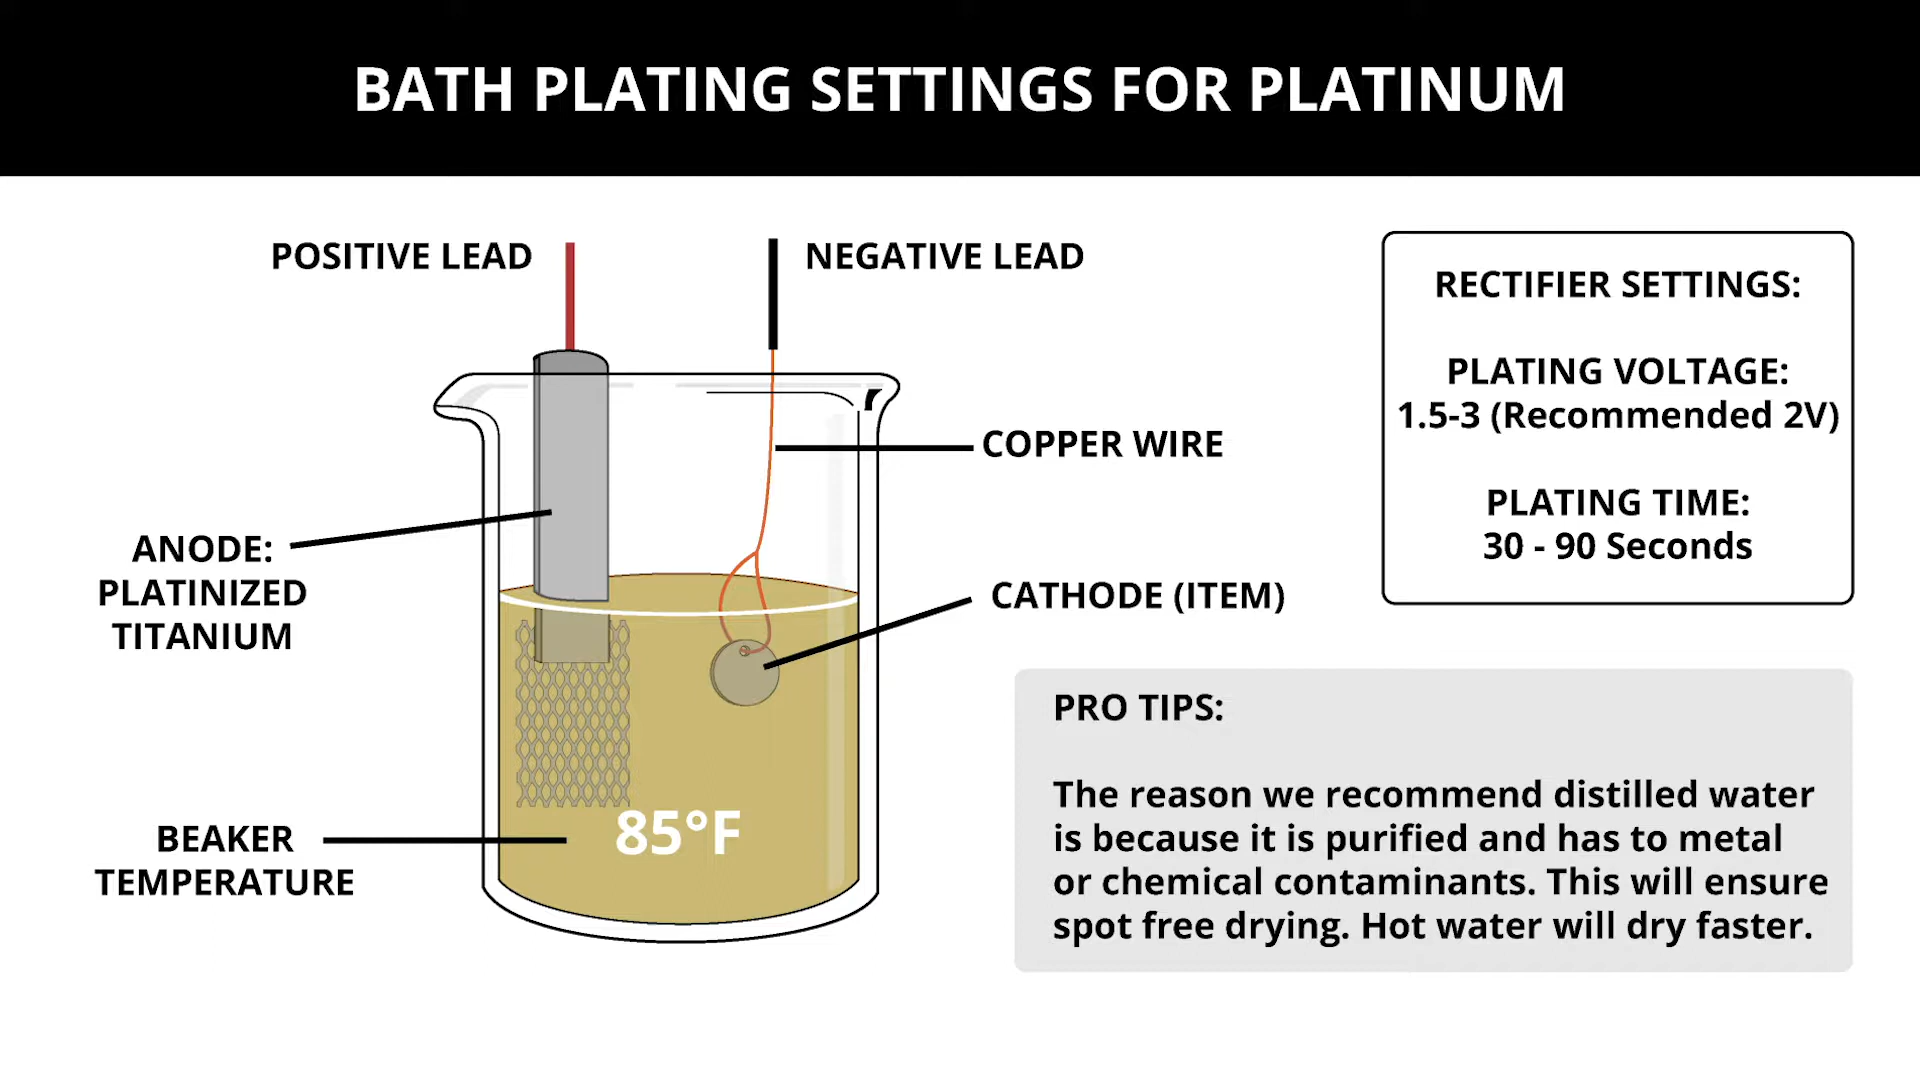 BATH PLATING SETTINGS FOR PLATINUM
POSITIVE LEAD
NEGATIVE LEAD
COPPER WIRE
ANODE:
PLATINIZED
TITANIUM
CATHODE (ITEM)
BEAKER
TEMPERATURE
85°F
RECTIFIER SETTINGS:
PLATING VOLTAGE:
1.5-3 (Recommended 2V)
PLATING TIME:
30 - 90 Seconds
PRO TIPS:
The reason we recommend distilled water
is because it is purified and has to metal
or chemical contaminants. This will ensure
spot free drying. Hot water will dry faster.